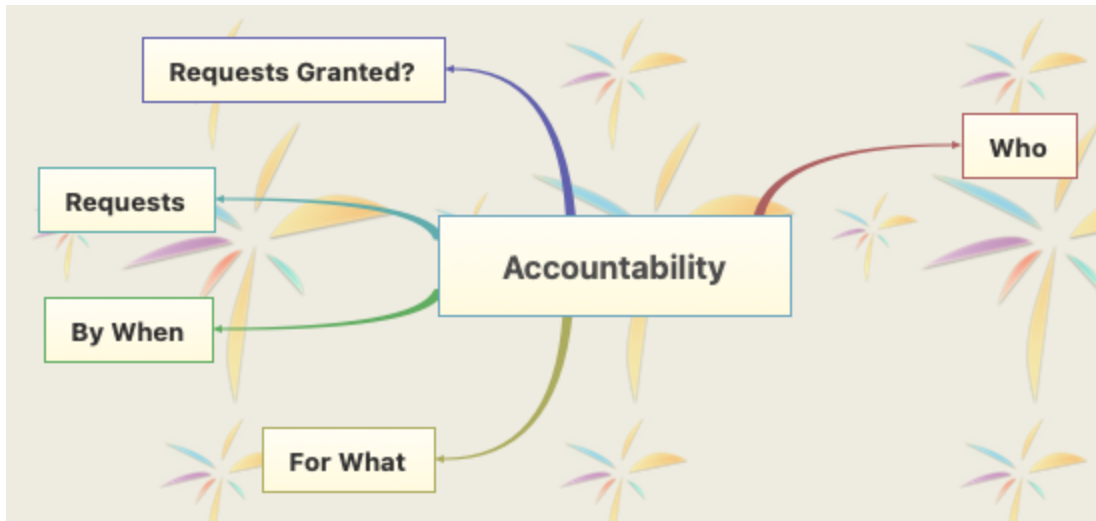 Requests Granted?
Who
Requests
Accountability
By When
For What